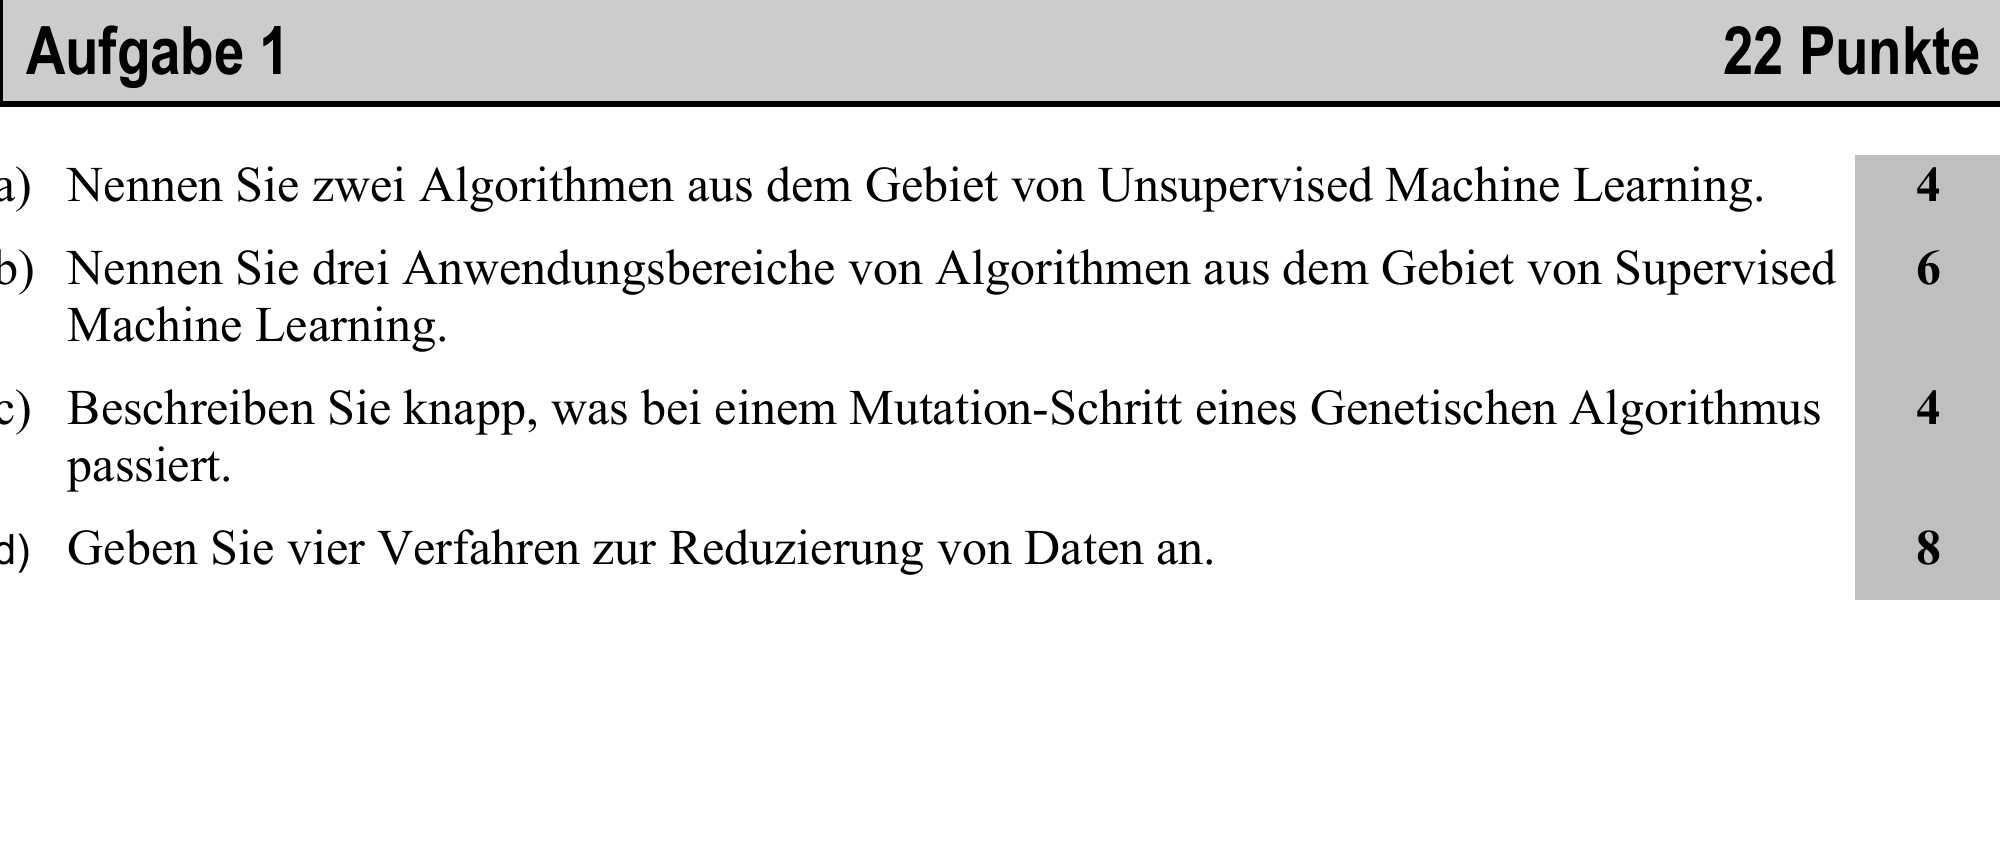 Aufgabe 1 22 Punkte
a) Nennen Sie zwei Algorithmen aus dem Gebiet von Unsupervised Machine Learning. 4
b) Nennen Sie drei Anwendungsbereiche von Algorithmen aus dem Gebiet von Supervised 6
Machine Learning.
c) Beschreiben Sie knapp, was bei einem Mutation-Schritt eines Genetischen Algorithmus 4
passiert.
d) Geben Sie vier Verfahren zur Reduzierung von Daten an. 8